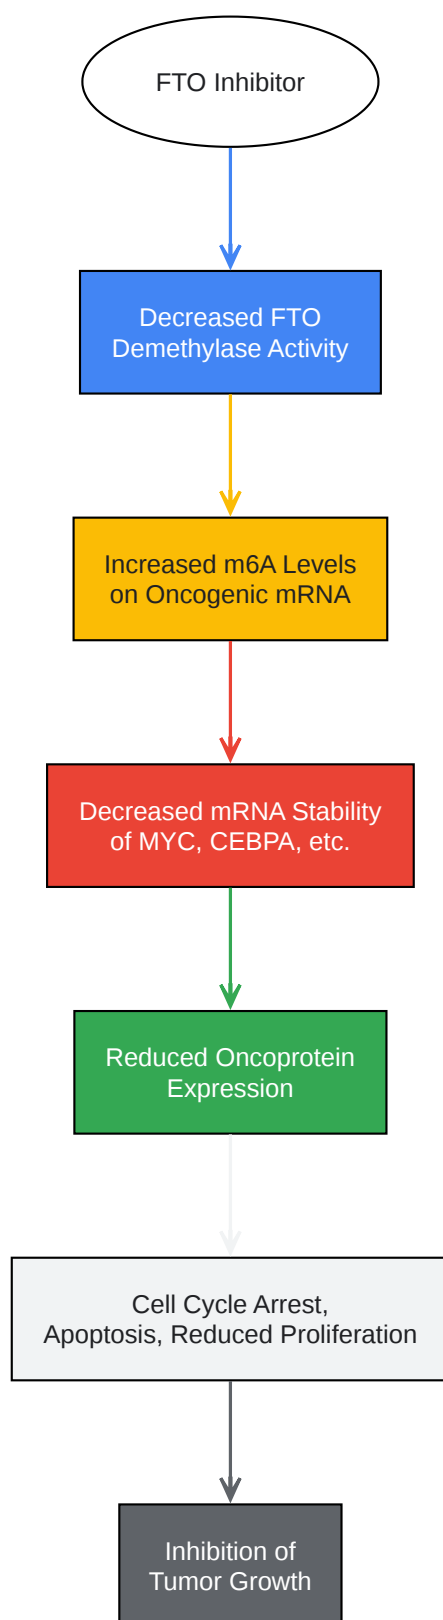 FTO Inhibitor
Decreased FTO
Demethylase Activity
Increased m6A Levels
on Oncogenic mRNA
Decreased mRNA Stability
of MYC, CEBPA, etc.
Reduced Oncoprotein
Expression
Cell Cycle Arrest,
Apoptosis, Reduced Proliferation
Inhibition of
Tumor Growth